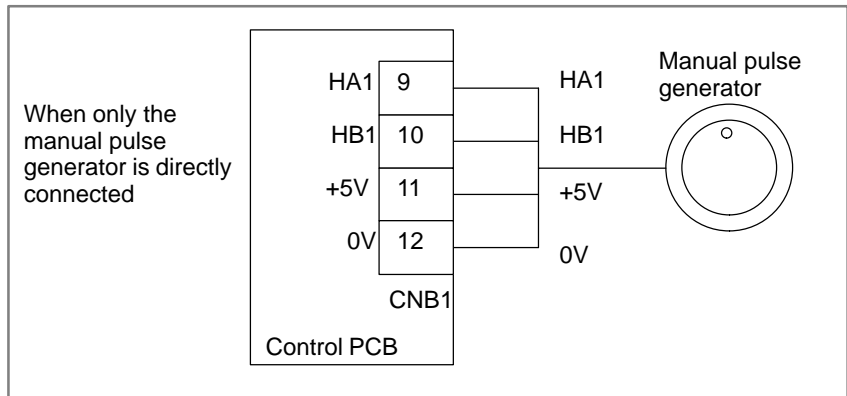 When only the
manual pulse
generator is directly
connected
HA1 9
HB1 10
+5V 11
0V 12
CNB1
Control PCB
HA1
HB1
+5V
0V
Manual pulse
generator